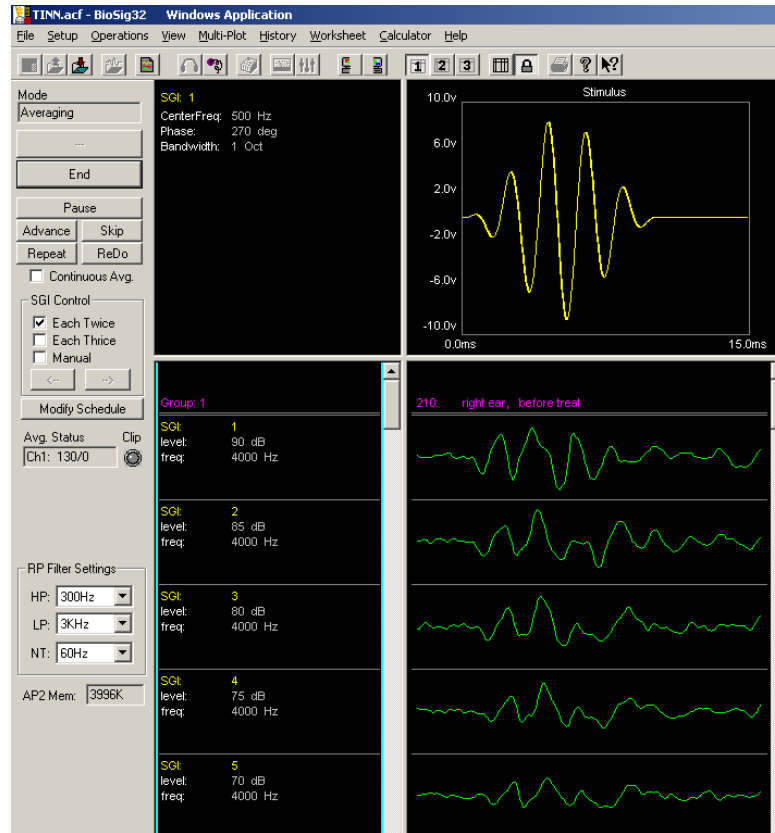 TINN.acf - BioSig32 Windows Application
File Setup Operations View Multi-Plot History Worksheet Calculator Help
1 2 3
Mode
Averaging
...
End
Pause
Advance Skip
Repeat ReDo
Continuous Avg.
SGI Control
Each Twice
Each Thrice
Manual
<-- -->
Modify Schedule
Avg. Status Clip
Ch1: 130/0
RP Filter Settings
HP: 300Hz
LP: 3KHz
NT: 60Hz
AP2 Mem: 3996K
SGI: 1
CenterFreq: 500 Hz
Phase: 270 deg
Bandwidth: 1 Oct
Stimulus
10.0v
6.0v
2.0v
-2.0v
-6.0v
-10.0v
0.0ms 15.0ms
Group: 1
SGI: 1
level: 90 dB
freq: 4000 Hz
SGI: 2
level: 85 dB
freq: 4000 Hz
SGI: 3
level: 80 dB
freq: 4000 Hz
SGI: 4
level: 75 dB
freq: 4000 Hz
SGI: 5
level: 70 dB
freq: 4000 Hz
210: right ear, before treat